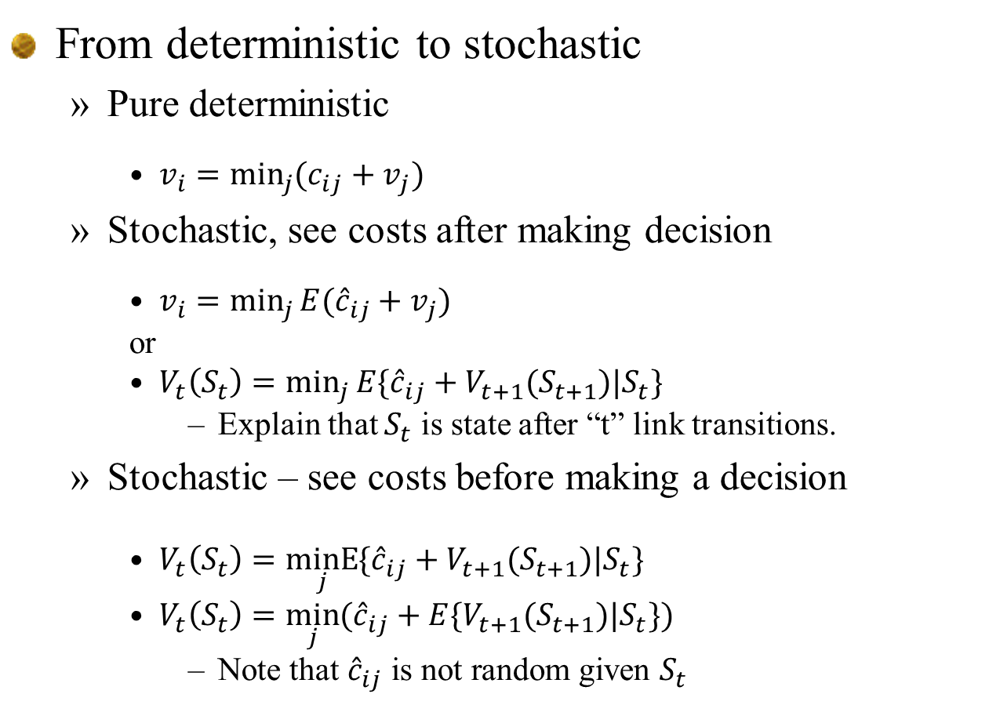 From deterministic to stochastic
» Pure deterministic
• $v_i = \min_j(c_{ij} + v_j)$
» Stochastic, see costs after making decision
• $v_i = \min_j E(\hat{c}_{ij} + v_j)$
or
• $V_t(S_t) = \min_j E\{\hat{c}_{ij} + V_{t+1}(S_{t+1})|S_t\}$
– Explain that $S_t$ is state after “t” link transitions.
» Stochastic – see costs before making a decision
• $V_t(S_t) = \min_j \mathrm{E}\{\hat{c}_{ij} + V_{t+1}(S_{t+1})|S_t\}$
• $V_t(S_t) = \min_j(\hat{c}_{ij} + E\{V_{t+1}(S_{t+1})|S_t\})$
– Note that $\hat{c}_{ij}$ is not random given $S_t$